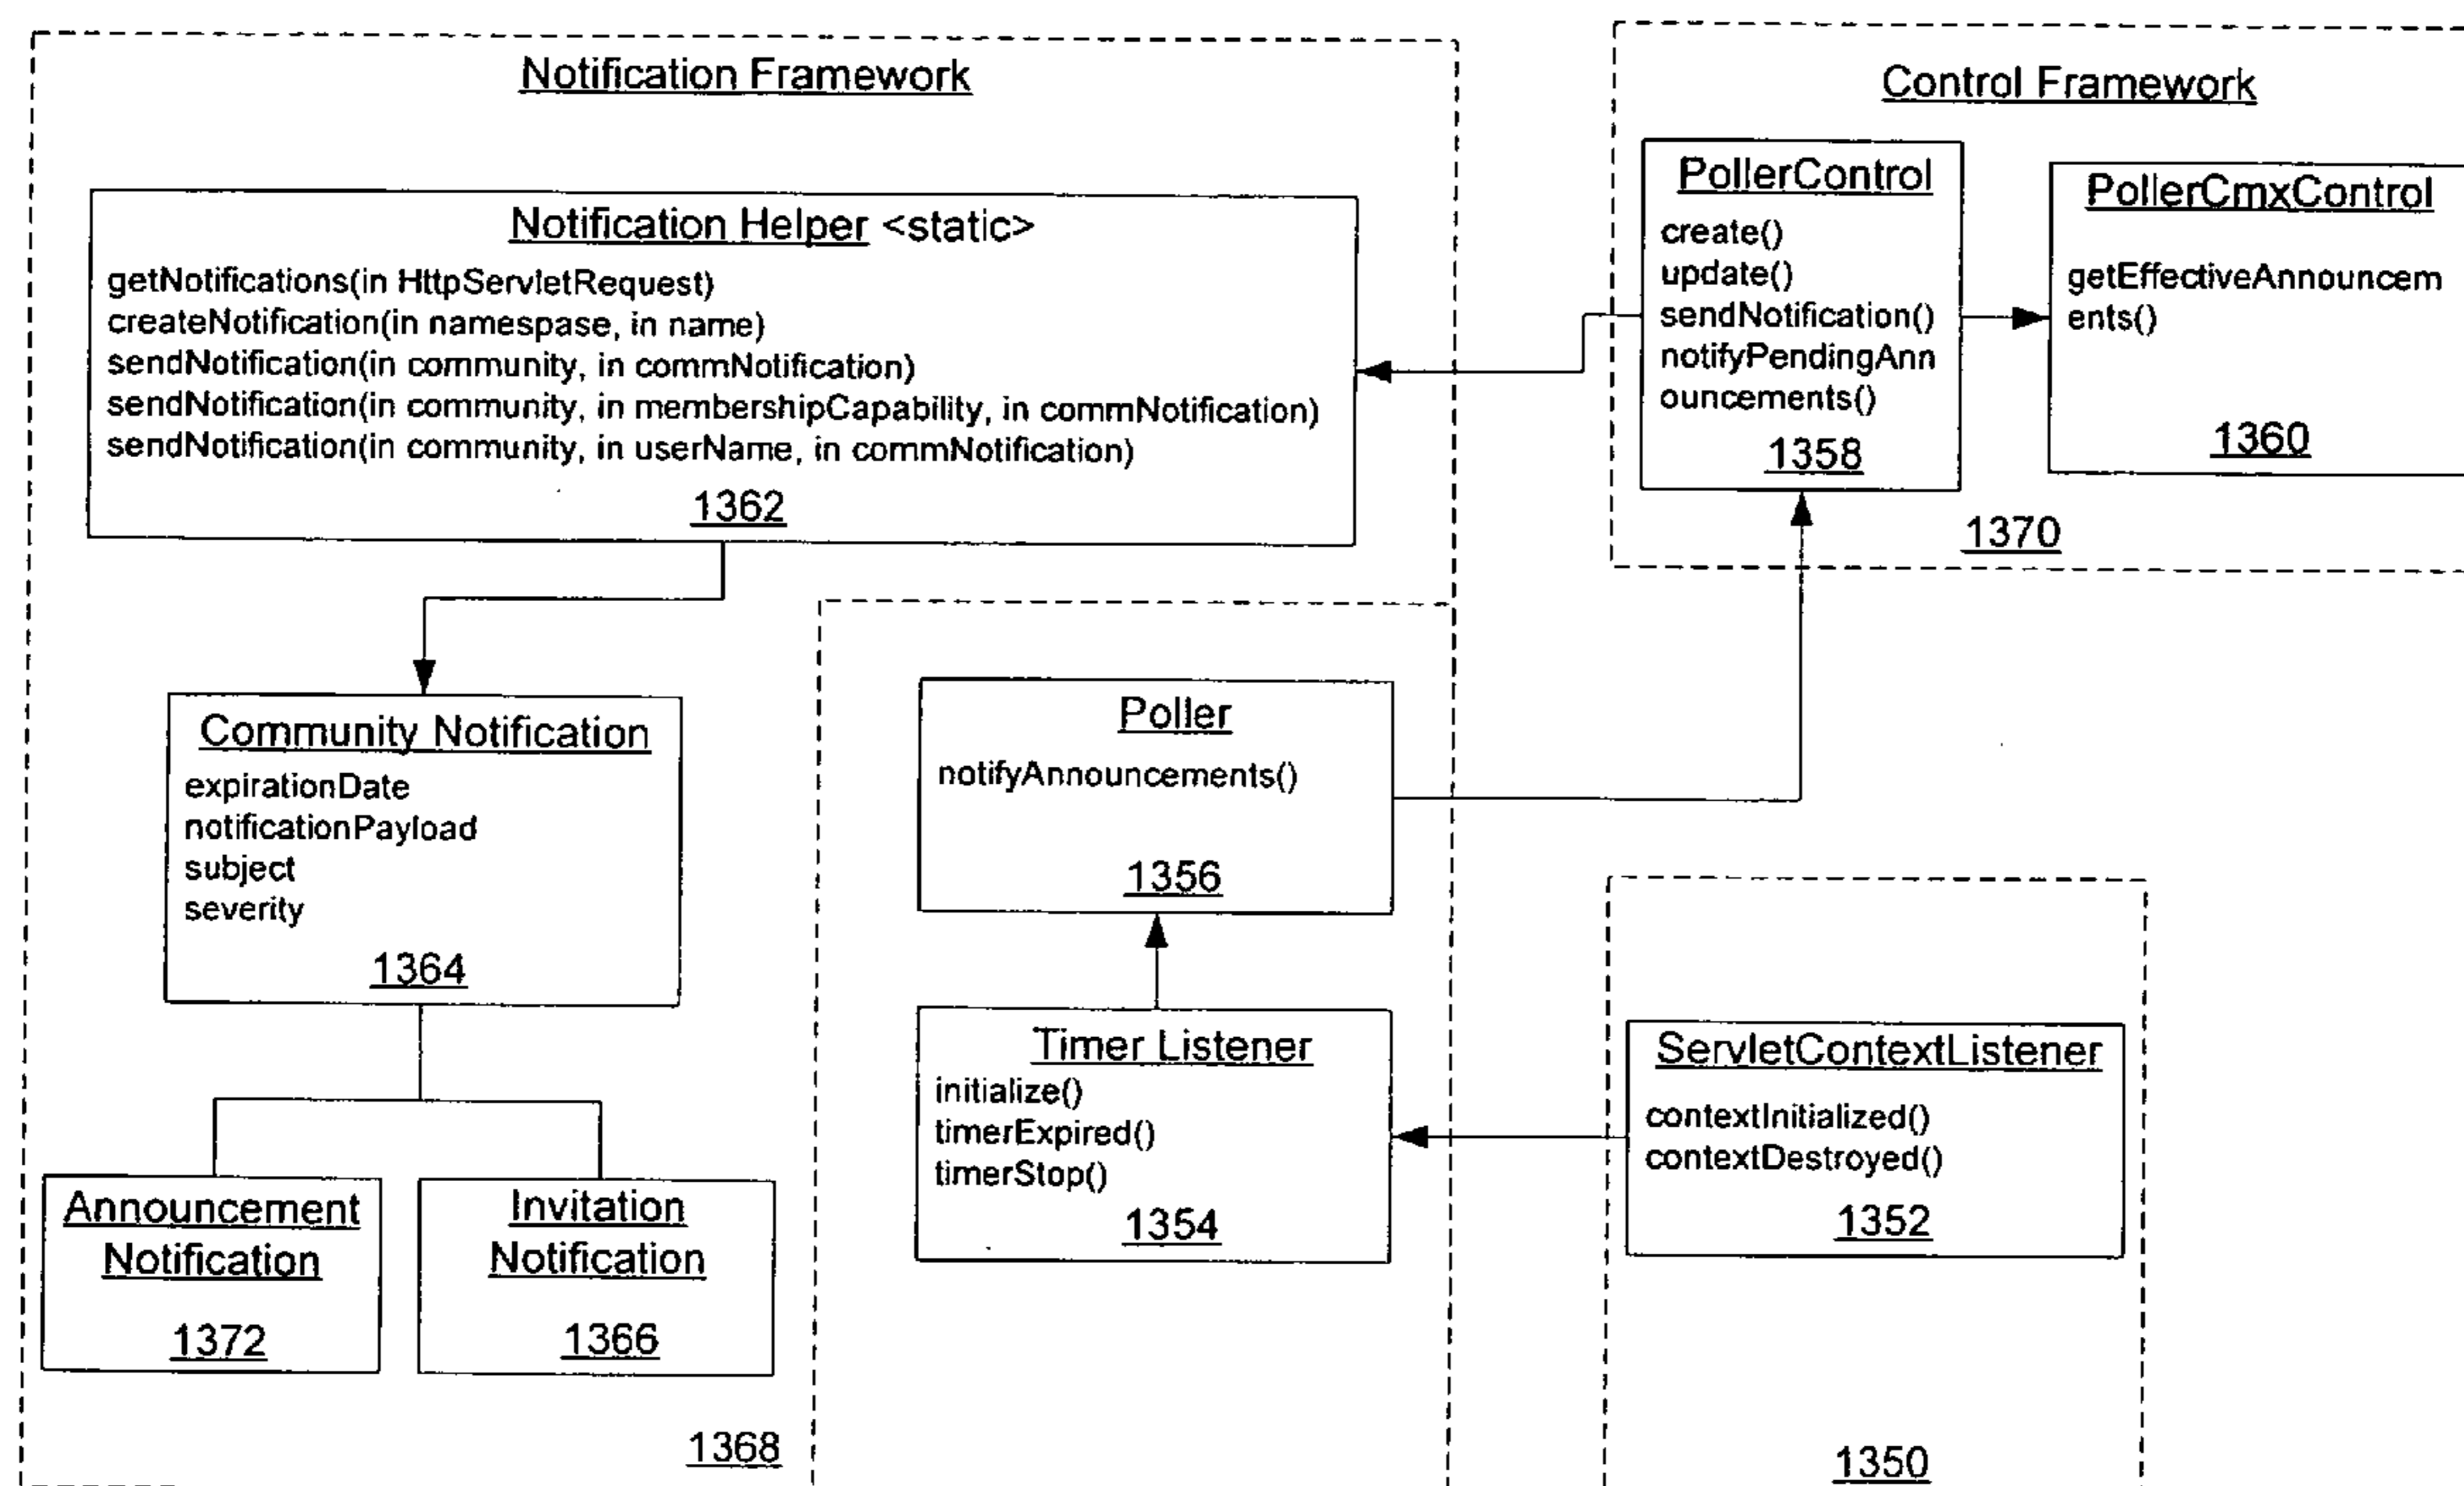 Notification Framework
Notification Helper <static>
getNotifications(in HttpServletRequest)
createNotification(in namespase, in name)
sendNotification(in community, in commNotification)
sendNotification(in community, in membershipCapability, in commNotification)
sendNotification(in community, in userName, in commNotification)
1362
Community Notification
expirationDate
notificationPayload
subject
severity
1364
Announcement
Notification
1372
Invitation
Notification
1366
1368
Poller
notifyAnnouncements()
1356
Timer Listener
initialize()
timerExpired()
timerStop()
1354
Control Framework
PollerControl
create()
update()
sendNotification()
notifyPendingAnn
ouncements()
1358
PollerCmxControl
getEffectiveAnnouncem
ents()
1360
1370
ServletContextListener
contextInitialized()
contextDestroyed()
1352
1350